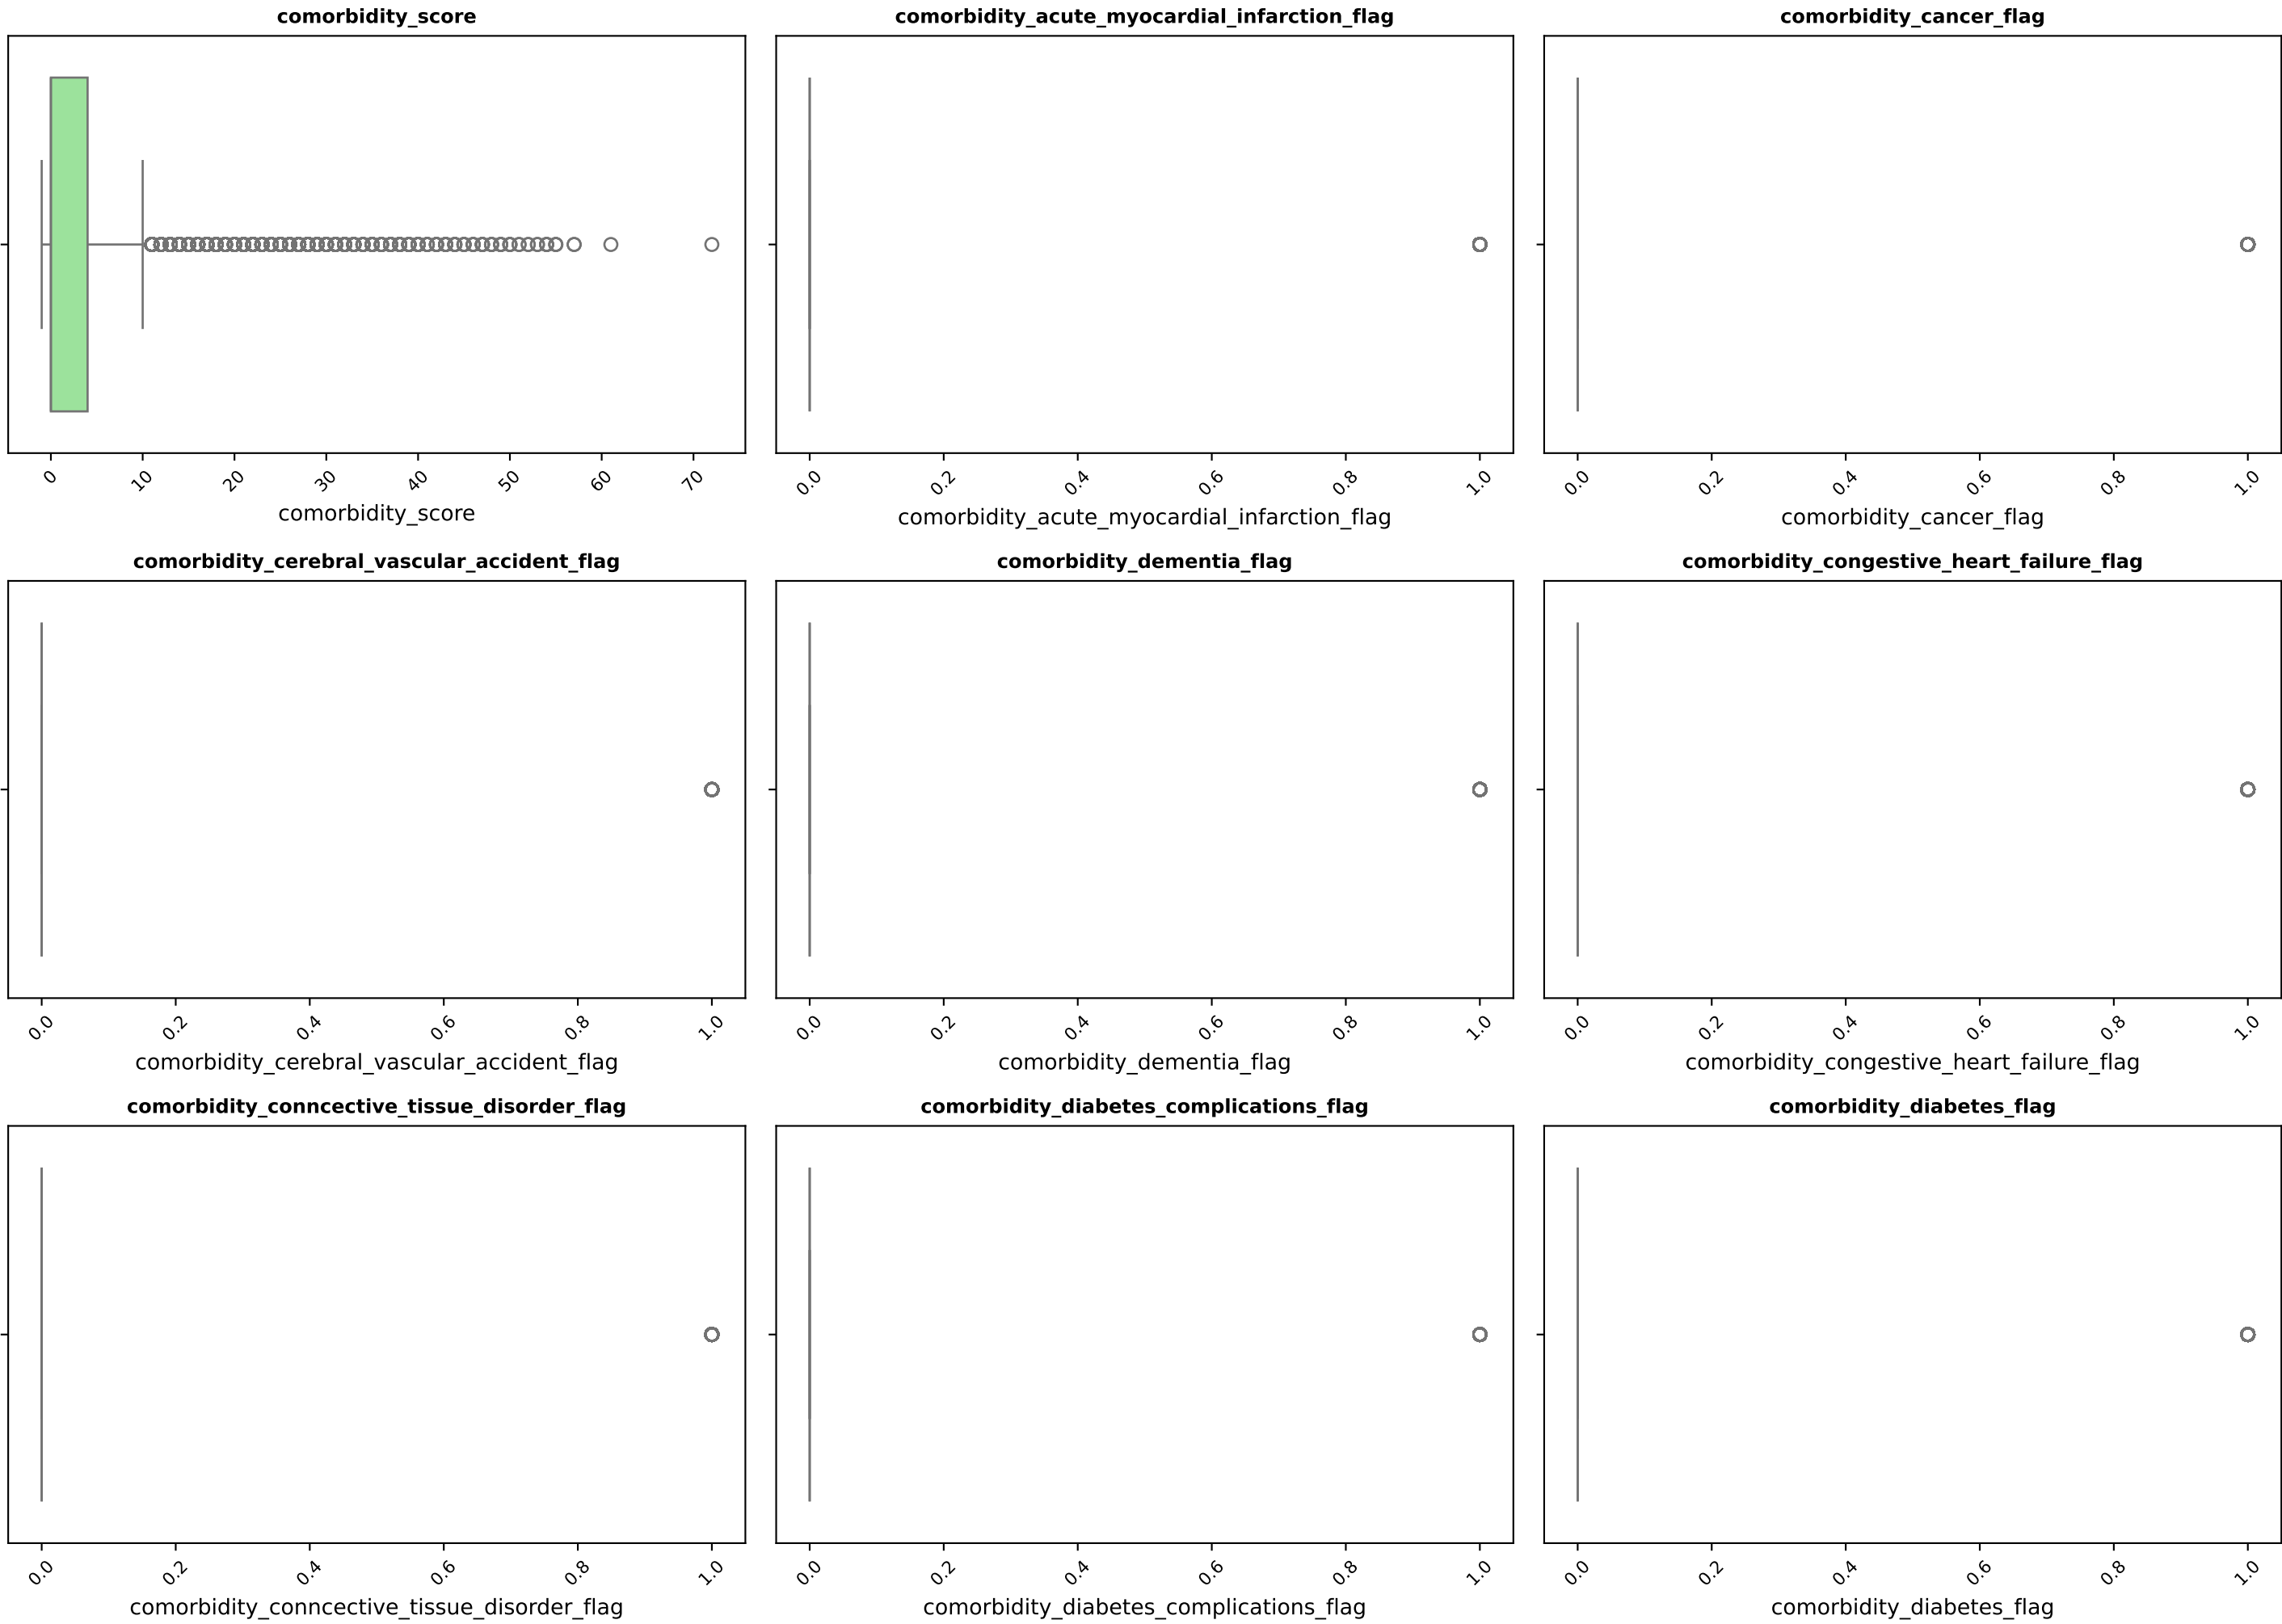 comorbidity_score
comorbidity_acute_myocardial_infarction_flag
comorbidity_cancer_flag
0 10 20 30 40 50 60 70
0.0 0.2 0.4 0.6 0.8 1.0
0.0 0.2 0.4 0.6 0.8 1.0
comorbidity_score
comorbidity_acute_myocardial_infarction_flag
comorbidity_cancer_flag
comorbidity_cerebral_vascular_accident_flag
comorbidity_dementia_flag
comorbidity_congestive_heart_failure_flag
0.0 0.2 0.4 0.6 0.8 1.0
0.0 0.2 0.4 0.6 0.8 1.0
0.0 0.2 0.4 0.6 0.8 1.0
comorbidity_cerebral_vascular_accident_flag
comorbidity_dementia_flag
comorbidity_congestive_heart_failure_flag
comorbidity_conncective_tissue_disorder_flag
comorbidity_diabetes_complications_flag
comorbidity_diabetes_flag
0.0 0.2 0.4 0.6 0.8 1.0
0.0 0.2 0.4 0.6 0.8 1.0
0.0 0.2 0.4 0.6 0.8 1.0
comorbidity_conncective_tissue_disorder_flag
comorbidity_diabetes_complications_flag
comorbidity_diabetes_flag